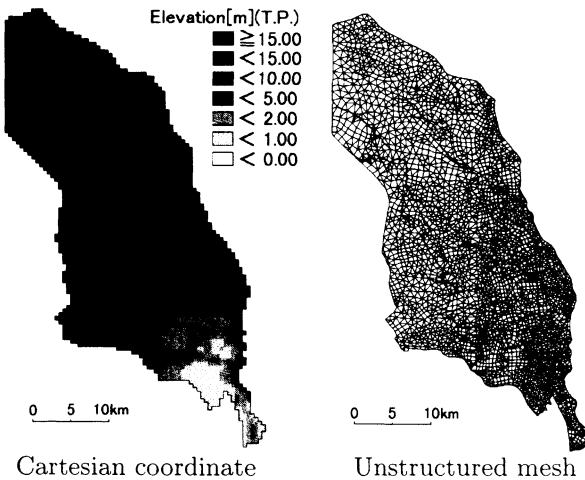 Elevation[m](T.P.)
≧ 15.00
< 15.00
< 10.00
< 5.00
< 2.00
< 1.00
< 0.00
0 5 10km
0 5 10km
Cartesian coordinate
Unstructured mesh